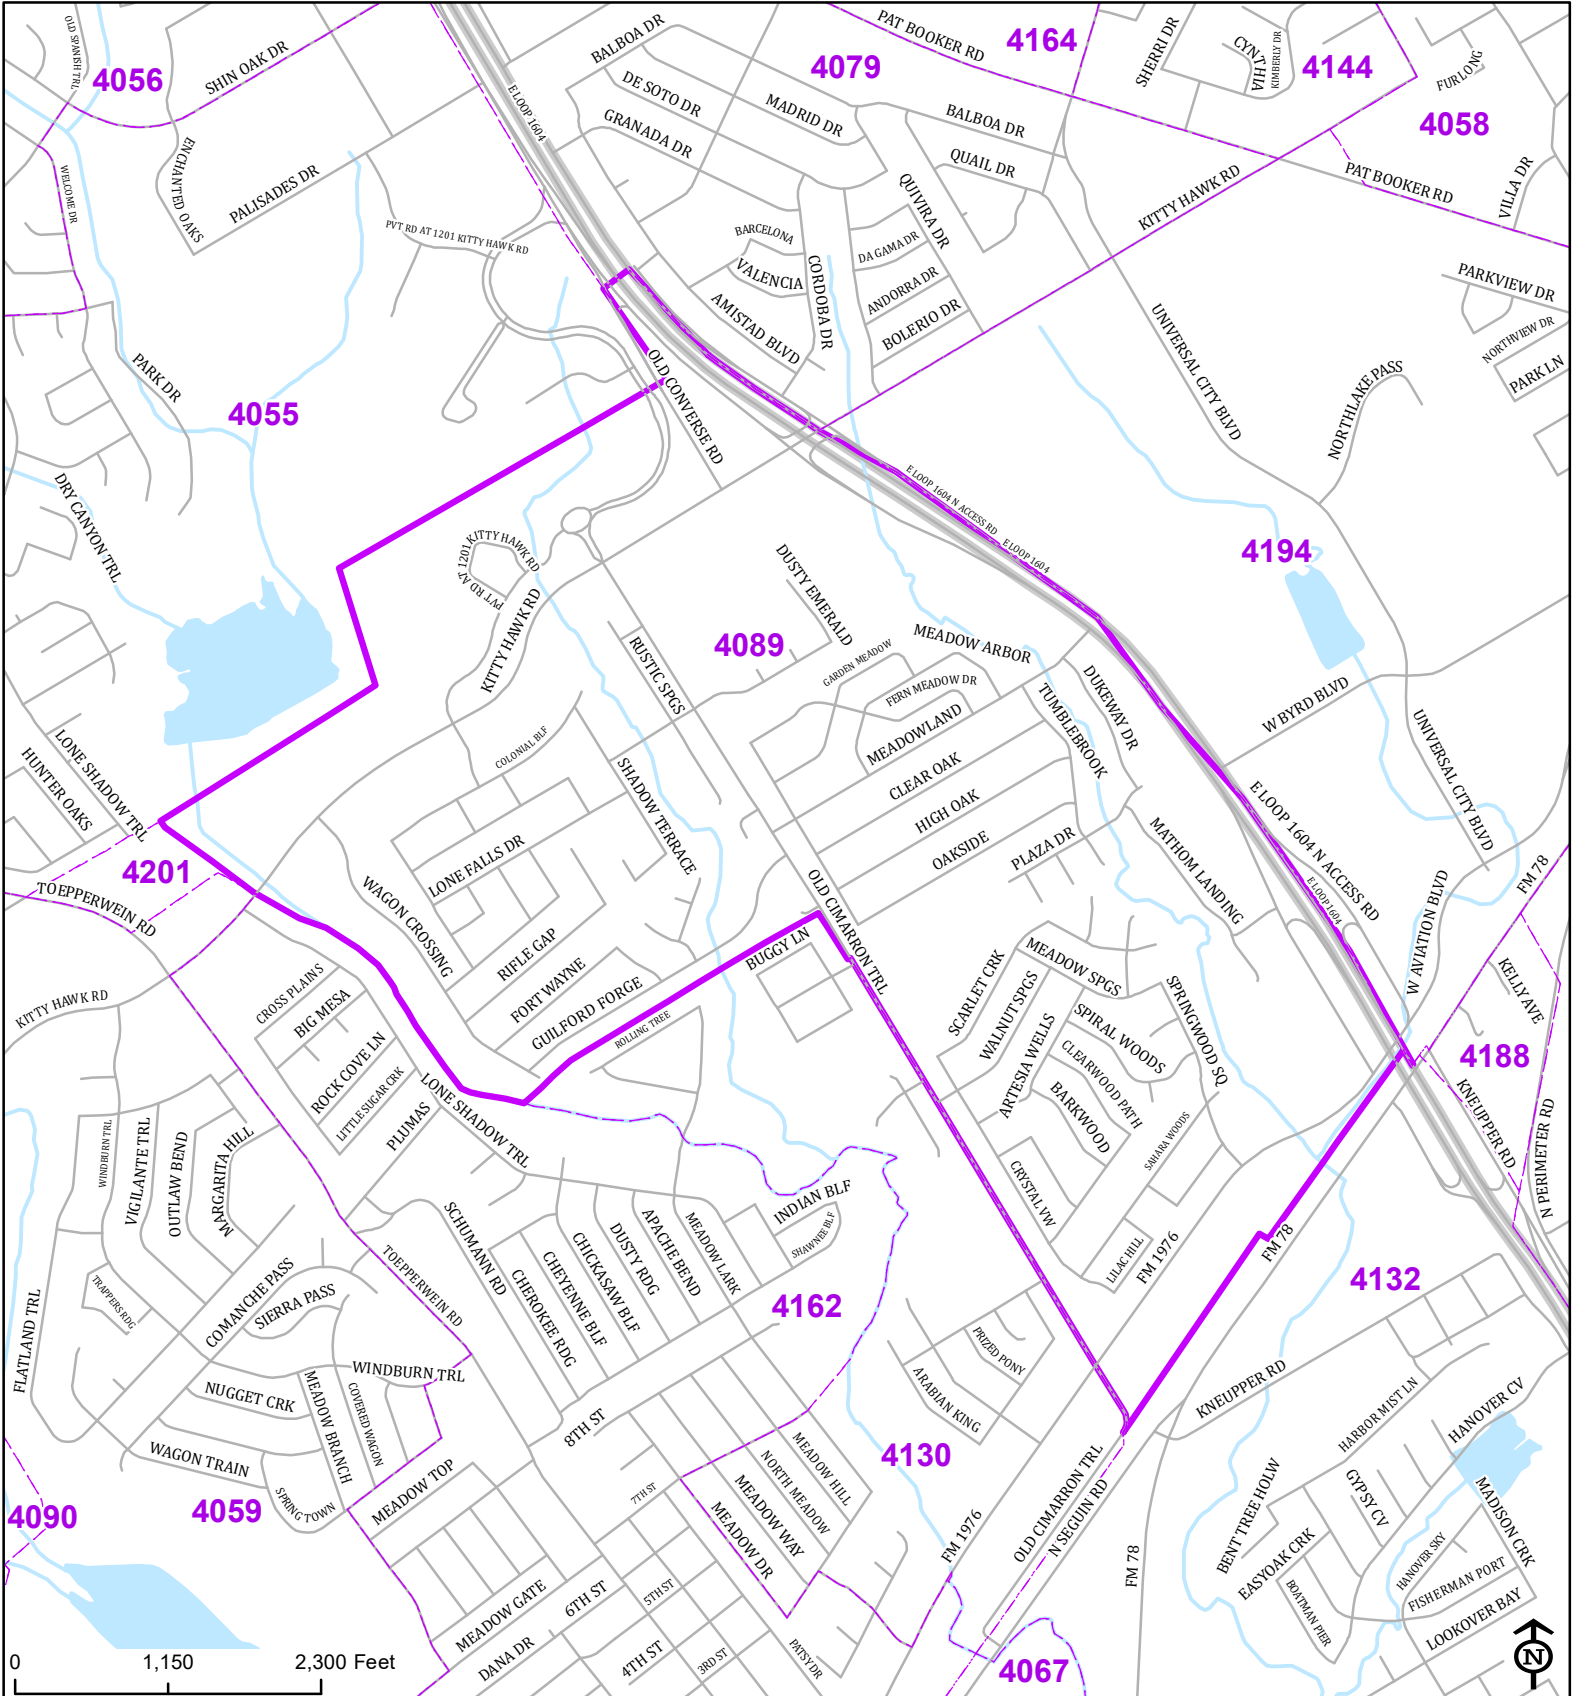 OLD SPANISH TRL
4056
SHIN OAK DR
BALBOA DR
4079
PAT BOOKER RD
4164
SHERRI DR
CYNTHIA
KIMBERLY DR
4144
FURLONG
4058
E LOOP 1604
DE SOTO DR
MADRID DR
GRANADA DR
BALBOA DR
QUAIL DR
ENCHANTED OAKS
WELCOME DR
PALISADES DR
PVT RD AT 1201 KITTY HAWK RD
QUIVIRA DR
KITTY HAWK RD
PAT BOOKER RD
VILLA DR
BARCELONA
DA GAMA DR
VALENCIA
CORDOBA DR
ANDORRA DR
AMISTAD BLVD
BOLERIO DR
PARKVIEW DR
NORTHVIEW DR
PARK LN
UNIVERSAL CITY BLVD
NORTHLAKE PASS
PARK DR
4055
OLD CONVERSE RD
DRY CANYON TRL
E LOOP 1604 N ACCESS RD
E LOOP 1604
4194
PVT RD AT 1201 KITTY HAWK RD
KITTY HAWK RD
DUSTY EMERALD
4089
RUSTIC SPGS
GARDEN MEADOW
MEADOW ARBOR
FERN MEADOW DR
MEADOWLAND
TUMBLEBROOK
DUKEWAY DR
W BYRD BLVD
UNIVERSAL CITY BLVD
LONE SHADOW TRL
HUNTER OAKS
COLONIAL BLF
SHADOW TERRACE
CLEAR OAK
HIGH OAK
OAKSIDE
PLAZA DR
MATHOM LANDING
E LOOP 1604 N ACCESS RD
E LOOP 1604
FM 78
4201
TOEPPERWEIN RD
LONE FALLS DR
WAGON CROSSING
RIFLE GAP
FORT WAYNE
GUILFORD FORGE
BUGGY LN
ROLLING TREE
OLD CIMARRON TRL
SCARLET CRK
MEADOW SPGS
WALNUT SPGS
SPRINGWOOD SQ
SPIRAL WOODS
ARTESIA WELLS
CLEARWOOD PATH
BARKWOOD
SAHARA WOODS
CRYSTAL VW
LILAC HILL
FM 1976
FM 78
W AVIATION BLVD
KELLY AVE
4188
KNEUPPER RD
N PERIMETER RD
KITTY HAWK RD
CROSS PLAINS
BIG MESA
ROCK COVE LN
LITTLE SUGAR CRK
PLUMAS
LONE SHADOW TRL
WINDBURN TRL
VIGILANTE TRL
OUTLAW BEND
MARGARITA HILL
INDIAN BLF
SHAWNEE BLF
SCHUMANN RD
CHEROKEE RDG
CHEYENNE BLF
CHICKASAW BLF
DUSTY RDG
APACHE BEND
MEADOW LARK
4162
4132
TRAPPERS RDG
FLATLAND TRL
COMANCHE PASS
SIERRA PASS
TOEPPERWEIN RD
WINDBURN TRL
NUGGET CRK
MEADOW BRANCH
COVERED WAGON
WAGON TRAIN
SPRING TOWN
MEADOW TOP
8TH ST
PRIZED PONY
ARABIAN KING
KNEUPPER RD
HARBOR MIST LN
HANOVER CV
4130
4090
4059
7TH ST
MEADOW HILL
NORTH MEADOW
MEADOW WAY
MEADOW DR
FM 1976
OLD CIMARRON TRL
N SEGUIN RD
FM 78
BENT TREE HOLW
GYPSY CV
MADISON CRK
EASYOAK CRK
HANOVER SKY
FISHERMAN PORT
BOATMAN PIER
LOOKOVER BAY
MEADOW GATE
6TH ST
5TH ST
DANA DR
4TH ST
3RD ST
PATSY DR
4067
N
0 1,150 2,300 Feet